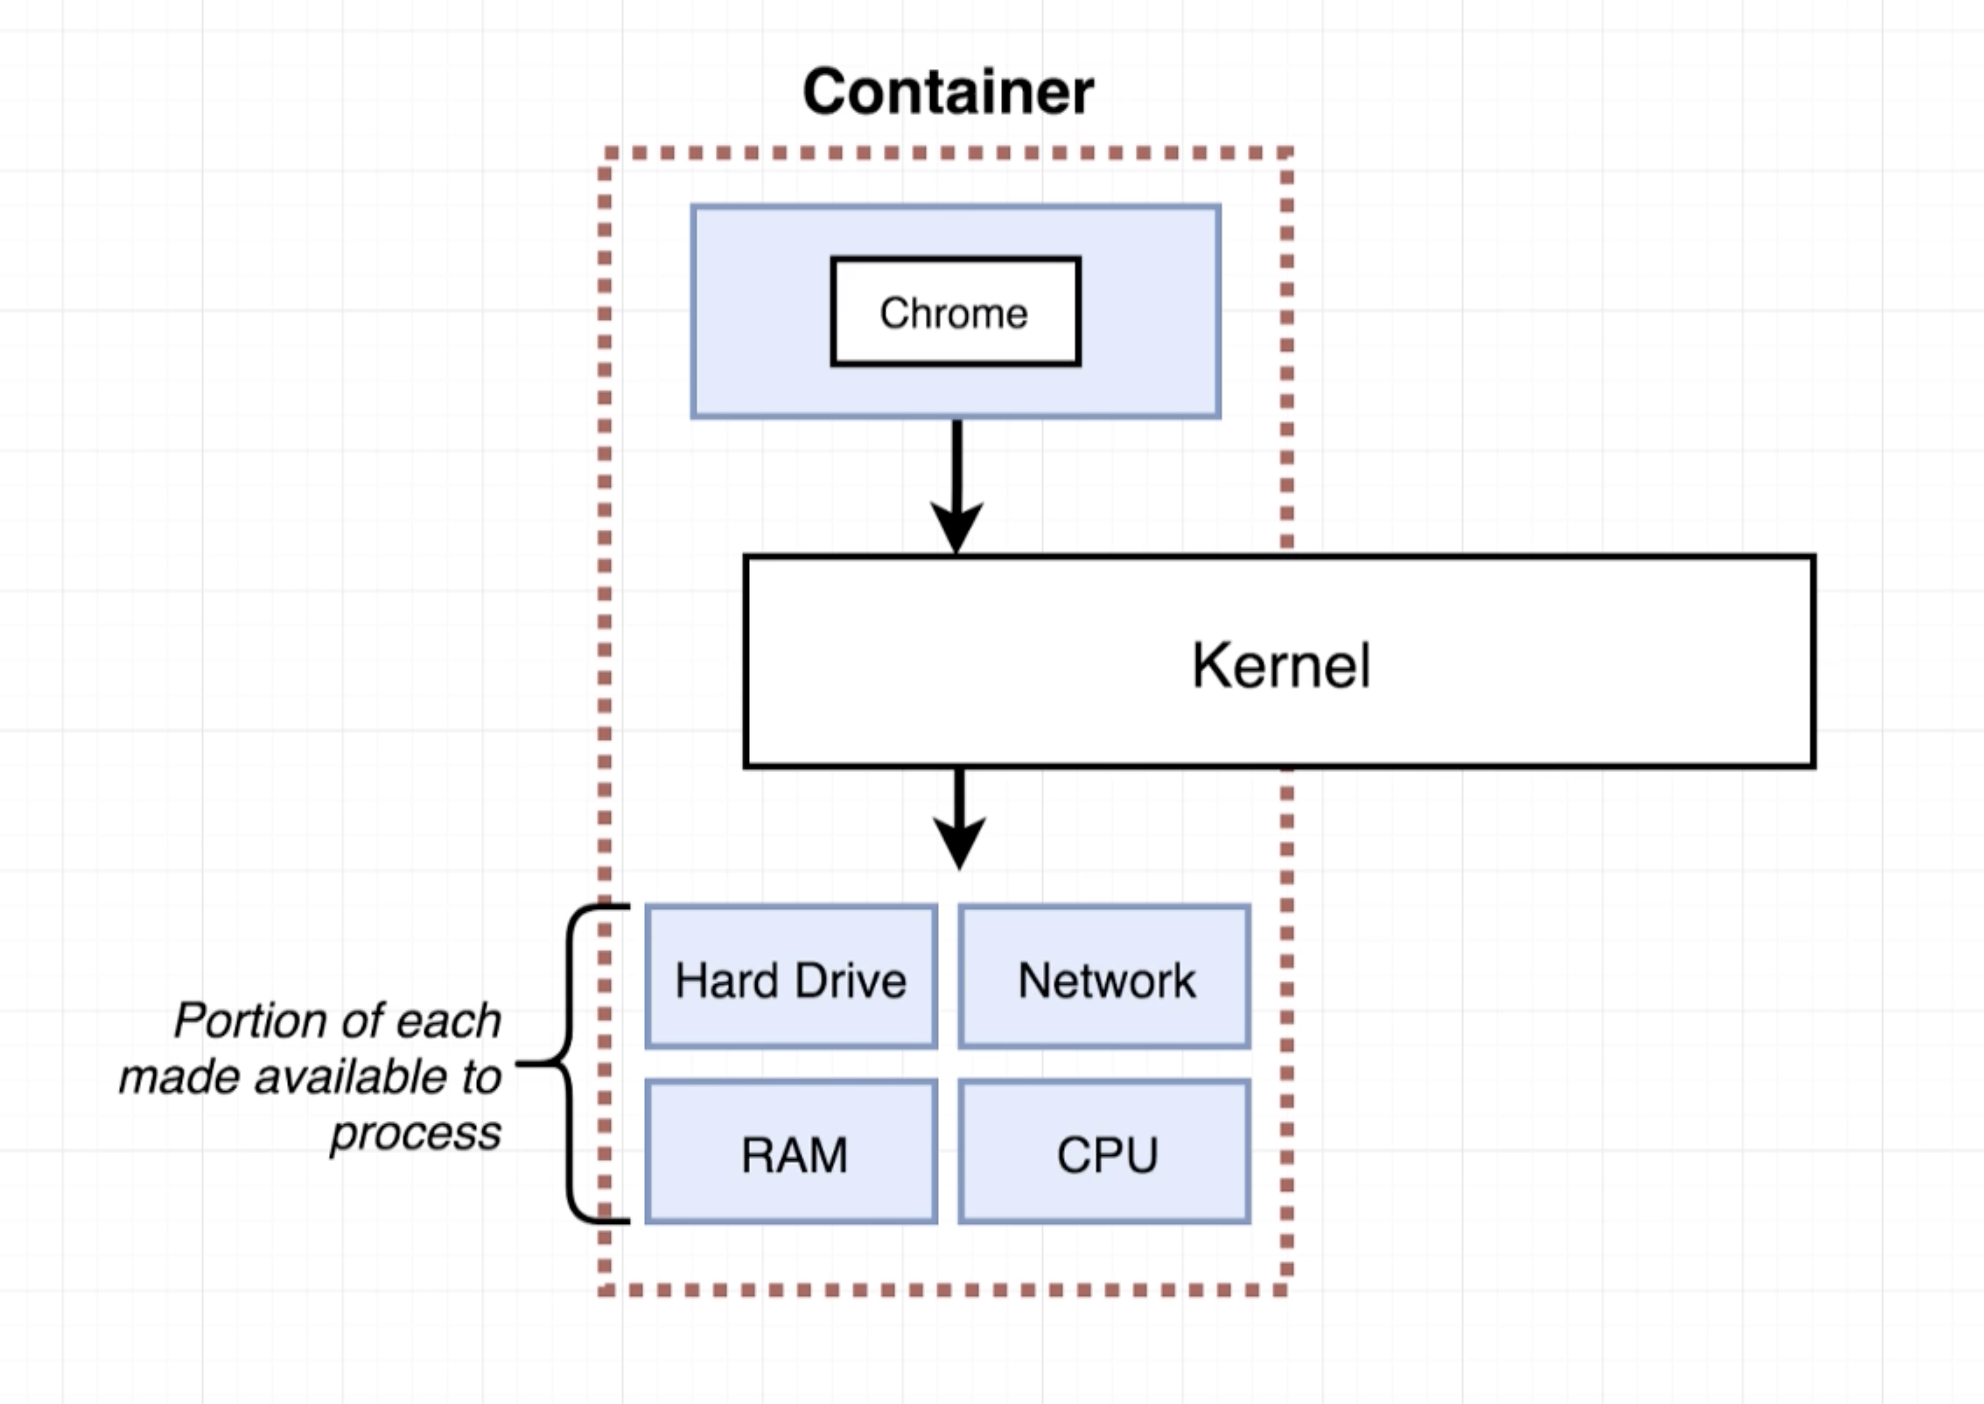 Container
Chrome
Kernel
Hard Drive
Network
Portion of each
made available to
process
RAM
CPU